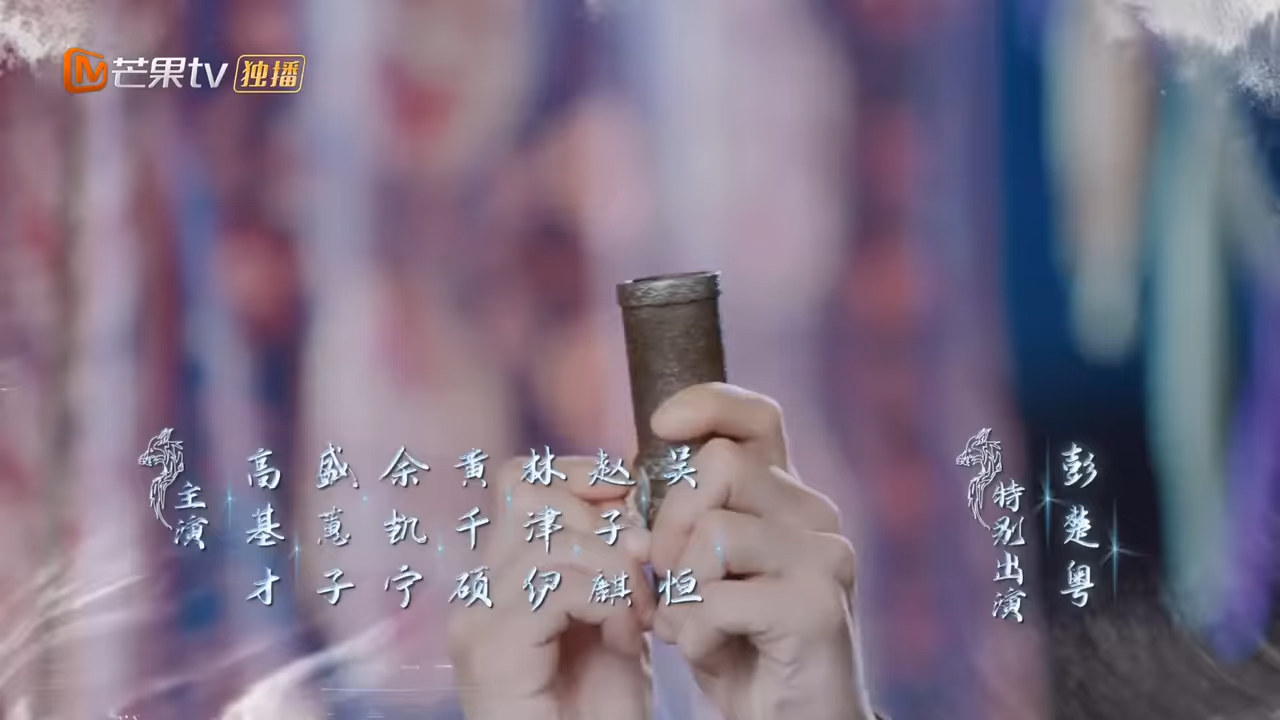 芒果tv 独播
主演
高基才
盛蕙子
余凯宁
黄千硕
林津伊
赵子麒
吴恒
特别出演
彭楚粤